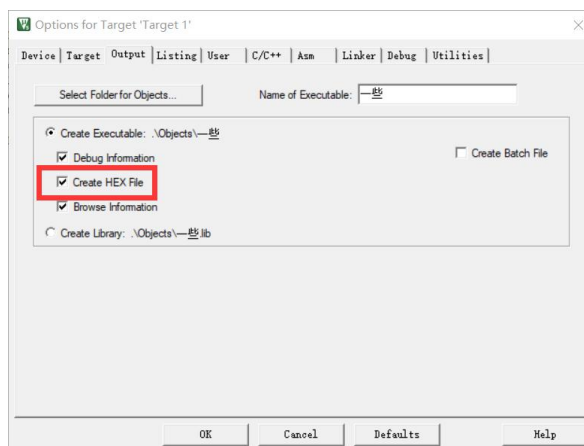 Options for Target 'Target 1'
Device Target Output Listing User C/C++ Asm Linker Debug Utilities
Select Folder for Objects... Name of Executable: 一些
Create Executable: .\Objects\一些
Debug Information Create Batch File
Create HEX File
Browse Information
Create Library: .\Objects\一些.lib
OK Cancel Defaults Help